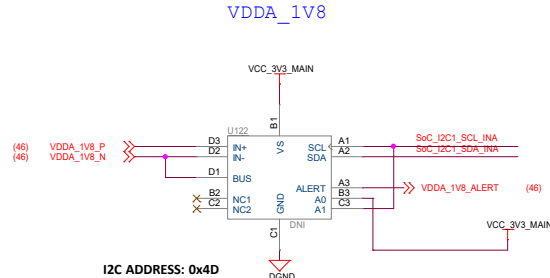 VDDA_1V8
VCC_3V3_MAIN
U122
B1
VS
(46) VDDA_1V8_P D3 IN+ SCL A1 SoC_I2C1_SCL_INA
(46) VDDA_1V8_N D2 IN- SDA A2 SoC_I2C1_SDA_INA
D1 BUS
ALERT A3 VDDA_1V8_ALERT (46)
B2 NC1 A0 B3
C2 NC2 A1 C3
GND
C1
DNI
VCC_3V3_MAIN
I2C ADDRESS: 0x4D
DGND